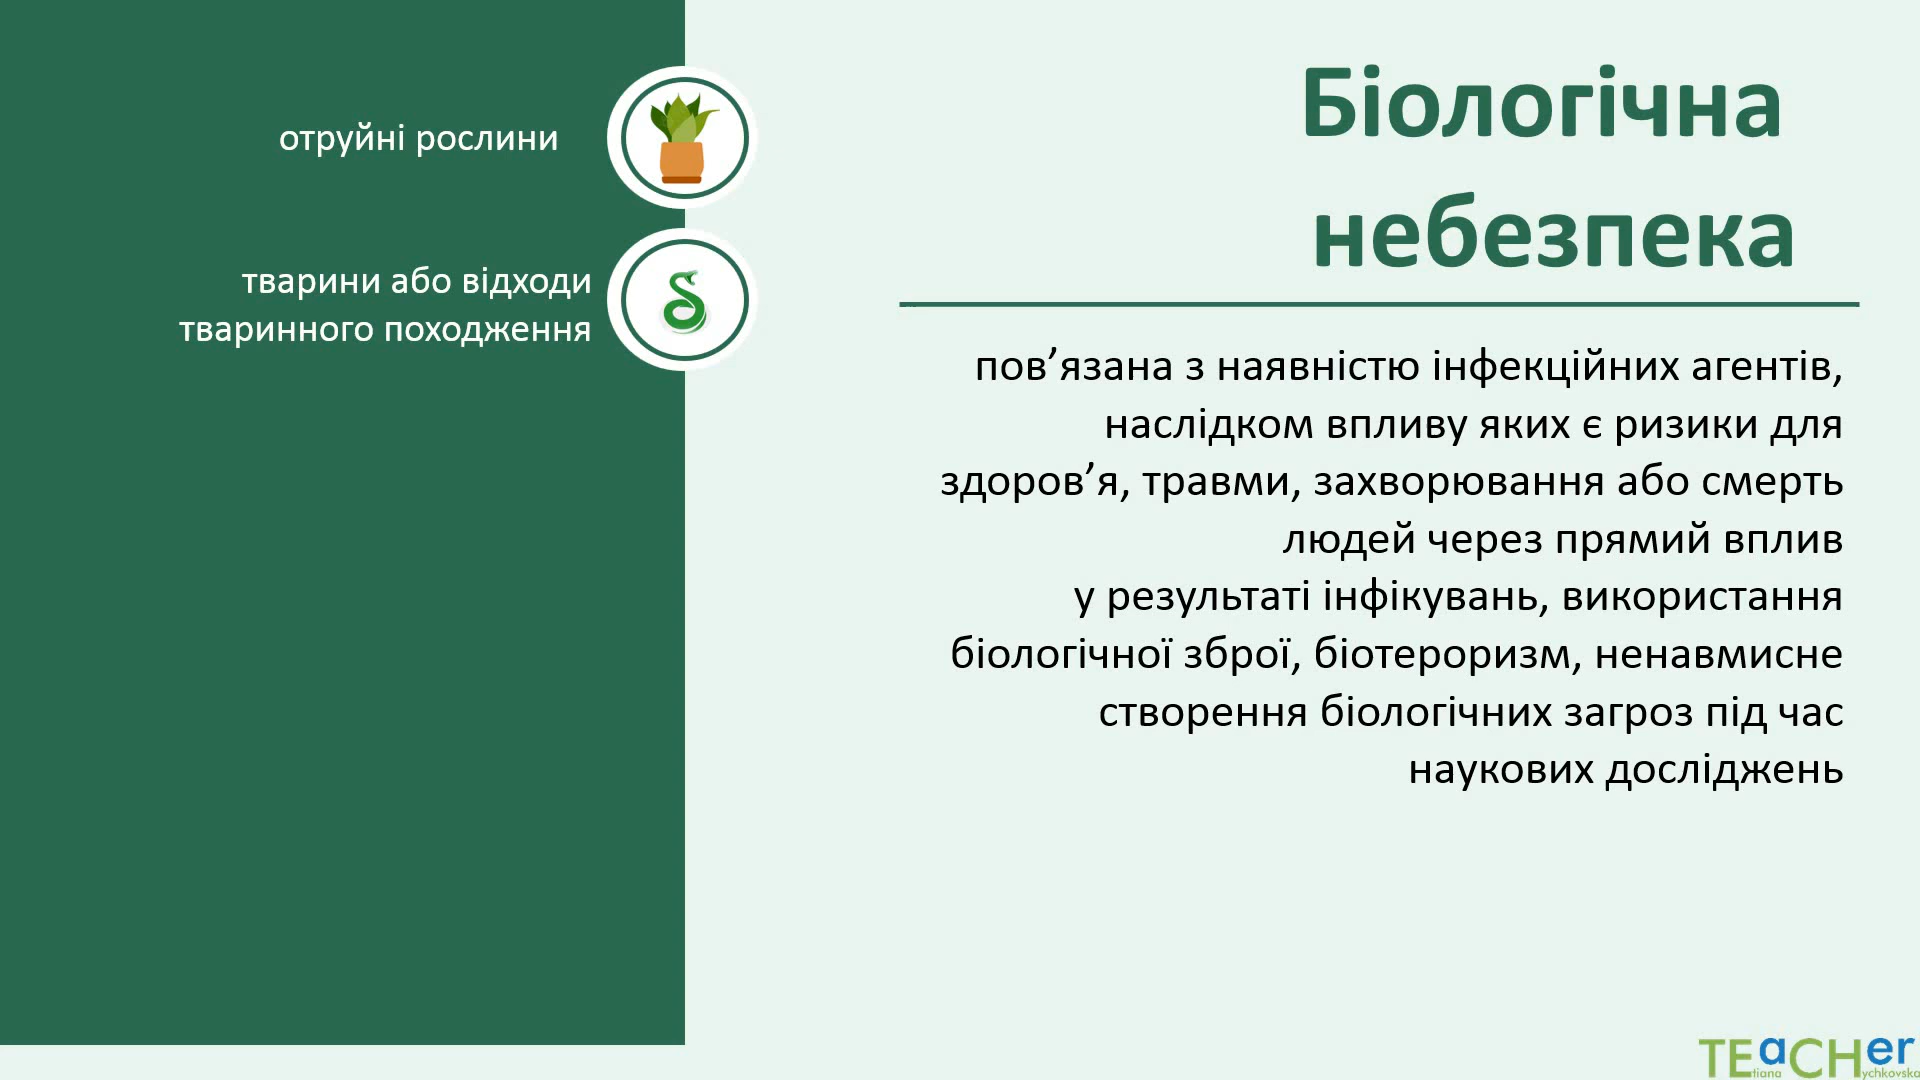 Біологічна
небезпека
отруйні рослини
тварини або відходи
тваринного походження
пов’язана з наявністю інфекційних агентів,
наслідком впливу яких є ризики для
здоров’я, травми, захворювання або смерть
людей через прямий вплив
у результаті інфікувань, використання
біологічної зброї, біотероризм, ненавмисне
створення біологічних загроз під час
наукових досліджень
TEaCHer
tiana ychkovska